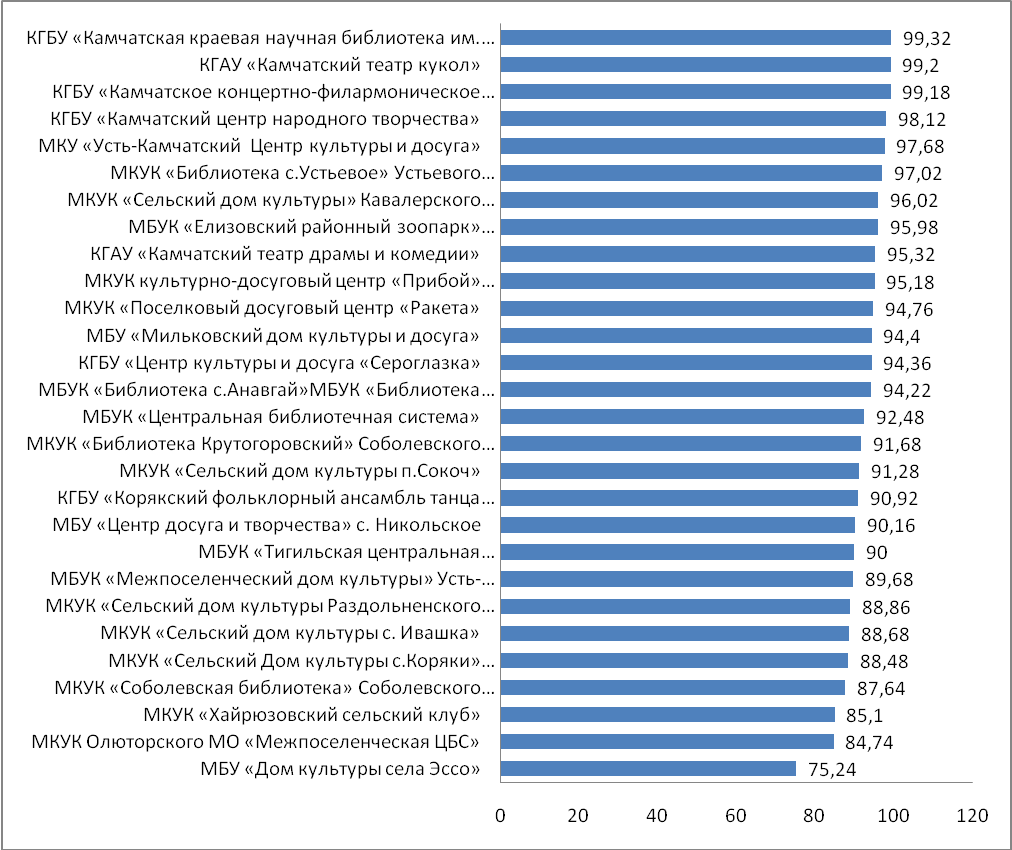 КГБУ «Камчатская краевая научная библиотека им.... 99,32
КГАУ «Камчатский театр кукол» 99,2
КГБУ «Камчатское концертно-филармоническое... 99,18
КГБУ «Камчатский центр народного творчества» 98,12
МКУ «Усть-Камчатский Центр культуры и досуга» 97,68
МКУК «Библиотека с.Устьевое» Устьевого... 97,02
МКУК «Сельский дом культуры» Кавалерского... 96,02
МБУК «Елизовский районный зоопарк»... 95,98
КГАУ «Камчатский театр драмы и комедии» 95,32
МКУК культурно-досуговый центр «Прибой»... 95,18
МКУК «Поселковый досуговый центр «Ракета» 94,76
МБУ «Мильковский дом культуры и досуга» 94,4
КГБУ «Центр культуры и досуга «Сероглазка» 94,36
МБУК «Библиотека с.Анавгай»МБУК «Библиотека... 94,22
МБУК «Центральная библиотечная система» 92,48
МКУК «Библиотека Крутогоровский» Соболевского... 91,68
МКУК «Сельский дом культуры п.Сокоч» 91,28
КГБУ «Корякский фольклорный ансамбль танца... 90,92
МБУ «Центр досуга и творчества» с. Никольское 90,16
МБУК «Тигильская центральная... 90
МБУК «Межпоселенческий дом культуры» Усть-... 89,68
МКУК «Сельский дом культуры Раздольненского... 88,86
МКУК «Сельский дом культуры с. Ивашка» 88,68
МКУК «Сельский Дом культуры с.Коряки»... 88,48
МКУК «Соболевская библиотека» Соболевского... 87,64
МКУК «Хайрюзовский сельский клуб» 85,1
МКУК Олюторского МО «Межпоселенческая ЦБС» 84,74
МБУ «Дом культуры села Эссо» 75,24
0 20 40 60 80 100 120